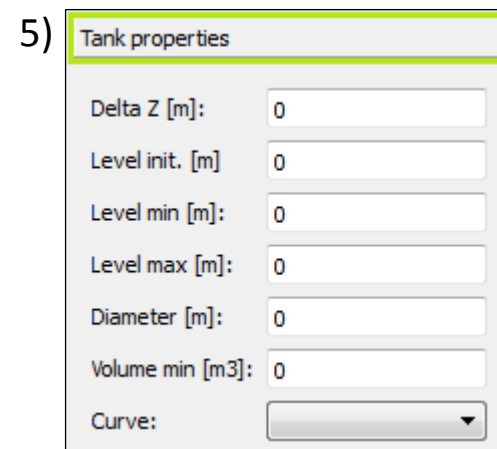 5) Tank properties
Delta Z [m]: 0
Level init. [m] 0
Level min [m]: 0
Level max [m]: 0
Diameter [m]: 0
Volume min [m3]: 0
Curve: